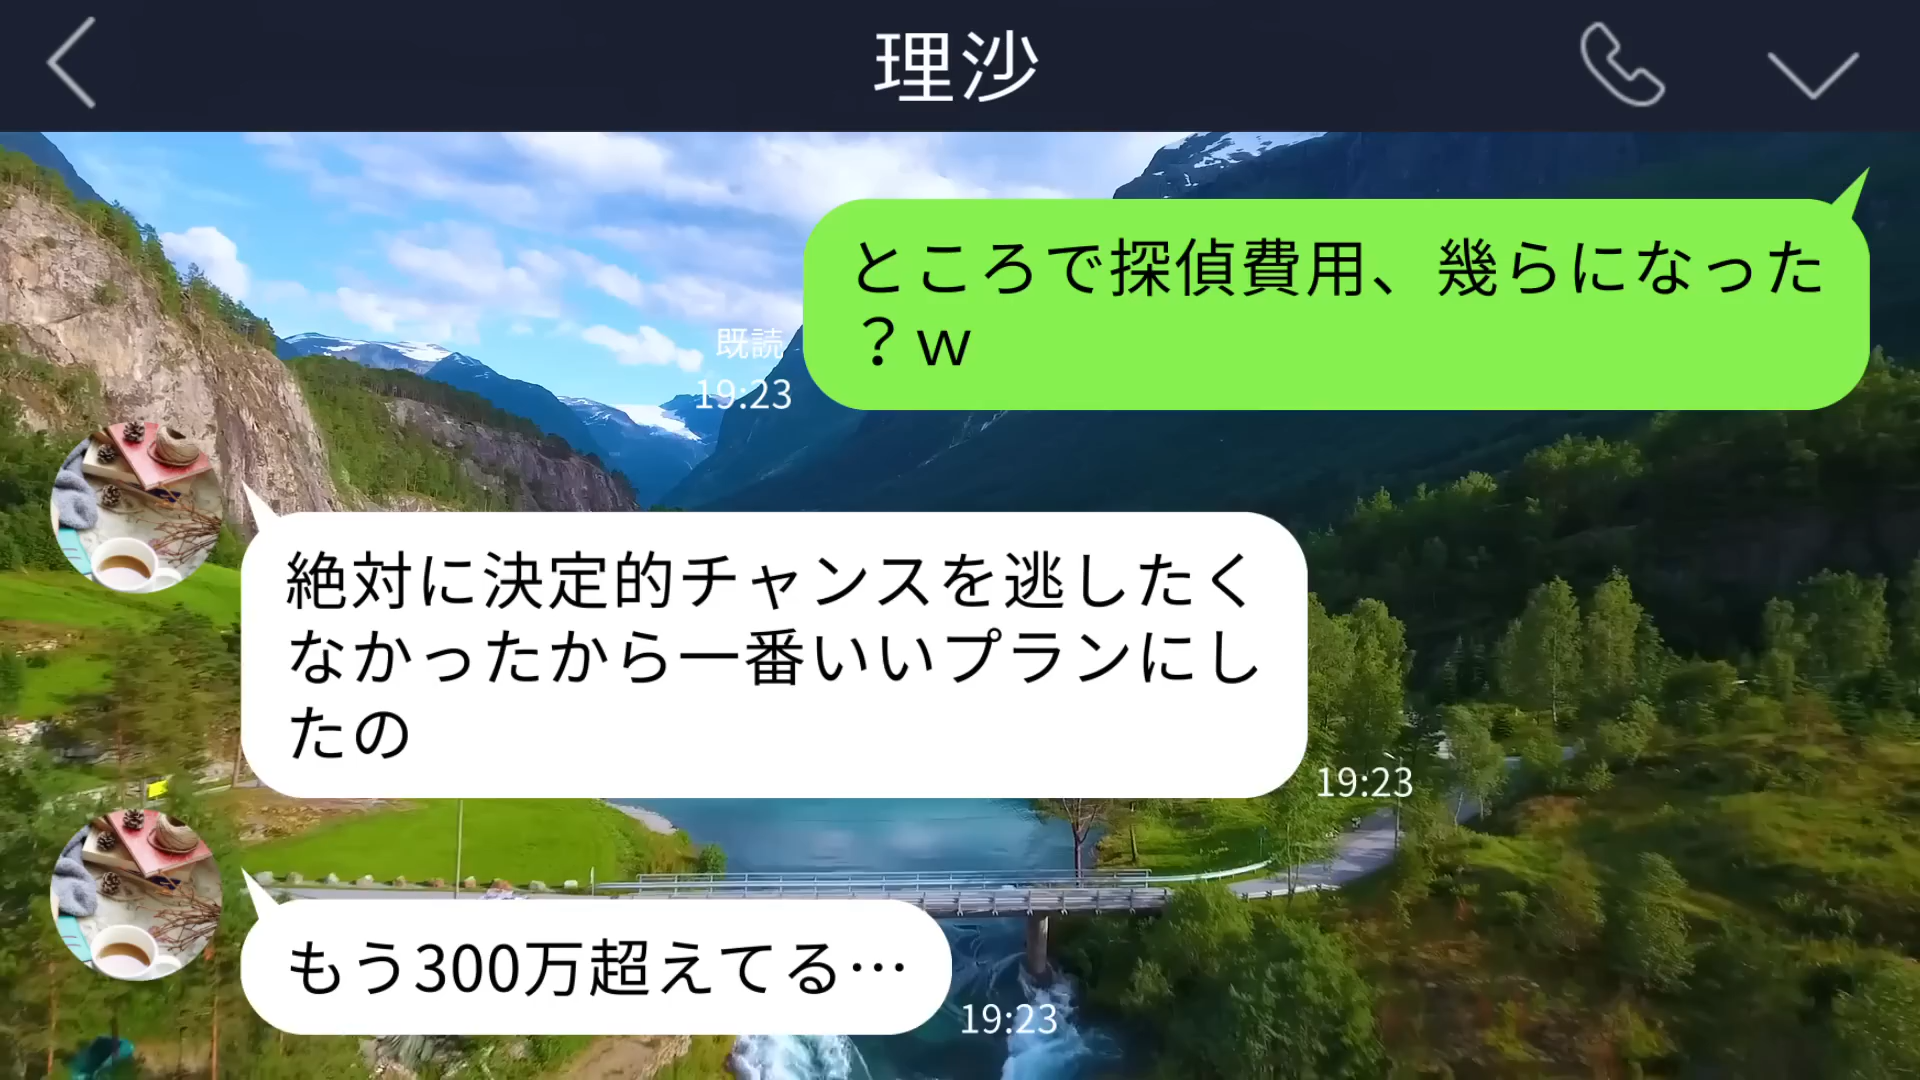 理沙
ところで探偵費用、幾らになった
？ｗ
既読
19:23
絶対に決定的チャンスを逃したく
なかったから一番いいプランにし
たの
19:23
もう300万超えてる…
19:23